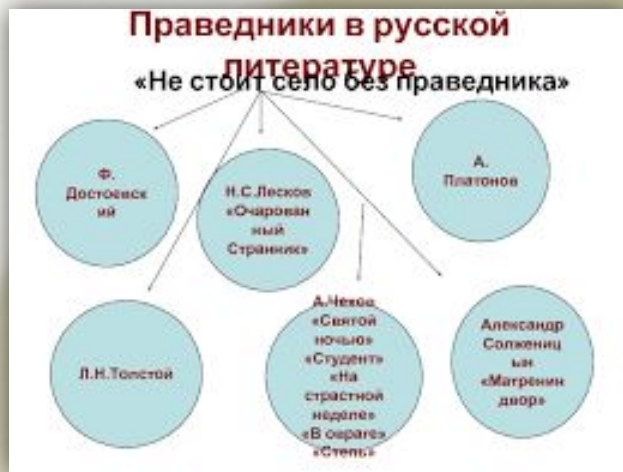 Праведники в русской
литературе
«Не стоит село без праведника»
Ф.
Достоевск
ий
Н.С.Лесков
«Очарован
ный
Странник»
А.
Платонов
Л.Н.Толстой
А.Чехов
«Святой
ночью»
«Студент»
«На
страстной
неделе»
«В овраге»
«Степь»
Александр
Солжениц
ын
«Матренин
двор»